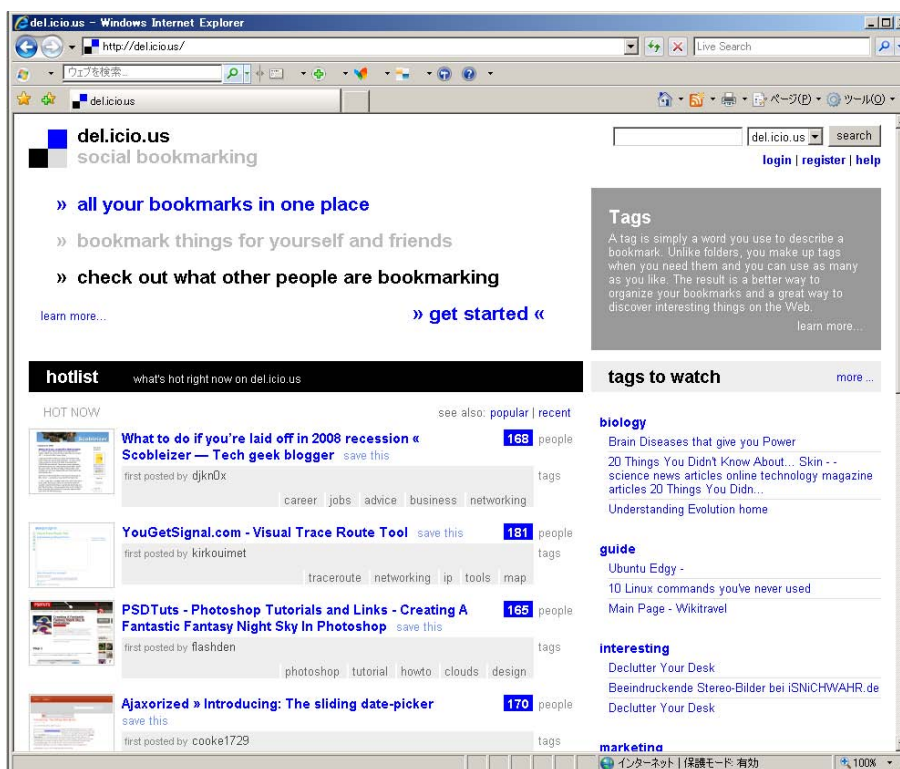 del.icio.us - Windows Internet Explorer
http://del.icio.us/
Live Search
ウェブを検索...
del.icio.us
ページ(P)
ツール(O)
del.icio.us
social bookmarking
del.icio.us
search
login | register | help
» all your bookmarks in one place
» bookmark things for yourself and friends
» check out what other people are bookmarking
learn more...
» get started «
Tags
A tag is simply a word you use to describe a
bookmark. Unlike folders, you make up tags
when you need them and you can use as many
as you like. The result is a better way to
organize your bookmarks and a great way to
discover interesting things on the Web.
learn more...
hotlist what's hot right now on del.icio.us
HOT NOW
see also: popular | recent
What to do if you're laid off in 2008 recession «
Scobleizer — Tech geek blogger save this
168 people
first posted by djkn0x
tags
career jobs advice business networking
YouGetSignal.com - Visual Trace Route Tool save this
181 people
first posted by kirkouimet
tags
traceroute networking ip tools map
PSDTuts - Photoshop Tutorials and Links - Creating A
Fantastic Fantasy Night Sky In Photoshop save this
165 people
first posted by flashden
tags
photoshop tutorial howto clouds design
Ajaxorized » Introducing: The sliding date-picker
save this
170 people
first posted by cooke1729
tags
tags to watch
more ...
biology
Brain Diseases that give you Power
20 Things You Didn't Know About... Skin - -
science news articles online technology magazine
articles 20 Things You Didn...
Understanding Evolution home
guide
Ubuntu Edgy -
10 Linux commands you've never used
Main Page - Wikitravel
interesting
Declutter Your Desk
Beeindruckende Stereo-Bilder bei iSNiCHWAHR.de
Declutter Your Desk
marketing
インターネット | 保護モード: 有効
100%